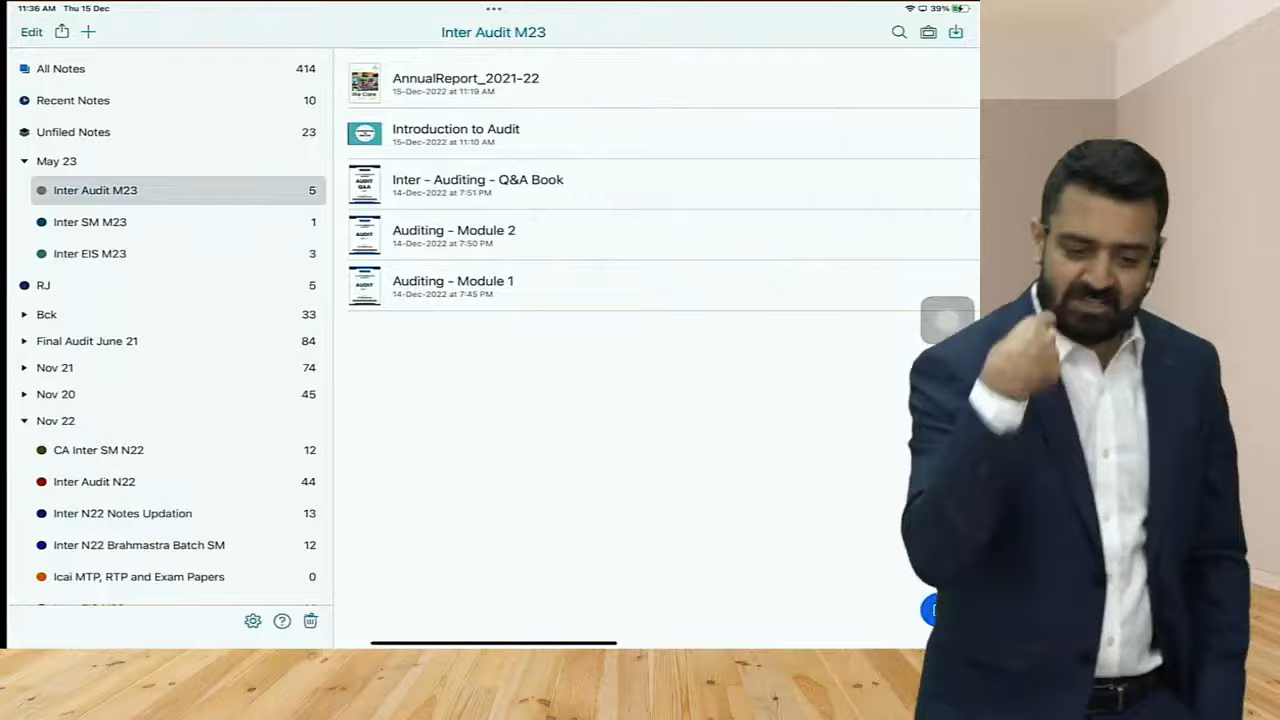 11:36 AM Thu 15 Dec
39%
Edit
Inter Audit M23
All Notes 414
Recent Notes 10
Unfiled Notes 23
May 23
Inter Audit M23 5
Inter SM M23 1
Inter EIS M23 3
RJ 5
Bck 33
Final Audit June 21 84
Nov 21 74
Nov 20 45
Nov 22
CA Inter SM N22 12
Inter Audit N22 44
Inter N22 Notes Updation 13
Inter N22 Brahmastra Batch SM 12
Icai MTP, RTP and Exam Papers 0
We Care
AnnualReport_2021-22
15-Dec-2022 at 11:19 AM
Introduction to Audit
15-Dec-2022 at 11:10 AM
AUDIT
Q&A
Inter - Auditing - Q&A Book
14-Dec-2022 at 7:51 PM
AUDIT
Auditing - Module 2
14-Dec-2022 at 7:50 PM
AUDIT
Auditing - Module 1
14-Dec-2022 at 7:45 PM